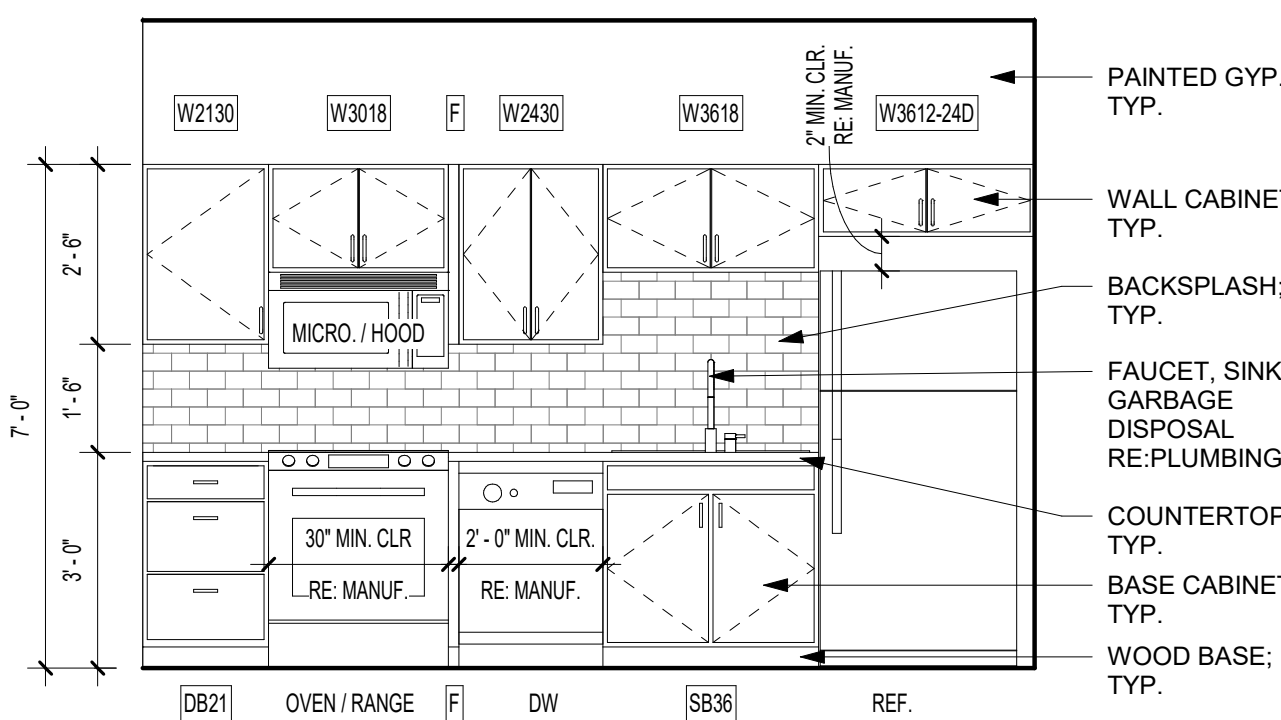 W2130
W3018
F
W2430
W3618
2" MIN. CLR.
RE: MANUF.
W3612-24D
PAINTED GYP.
TYP.
WALL CABINET
TYP.
BACKSPLASH;
TYP.
FAUCET, SINK
GARBAGE
DISPOSAL
RE:PLUMBING
COUNTERTOP
TYP.
BASE CABINET
TYP.
WOOD BASE;
TYP.
7' - 0"
2' - 6"
1' - 6"
3' - 0"
MICRO. / HOOD
30" MIN. CLR
RE: MANUF.
2' - 0" MIN. CLR.
RE: MANUF.
DB21
OVEN / RANGE
F
DW
SB36
REF.